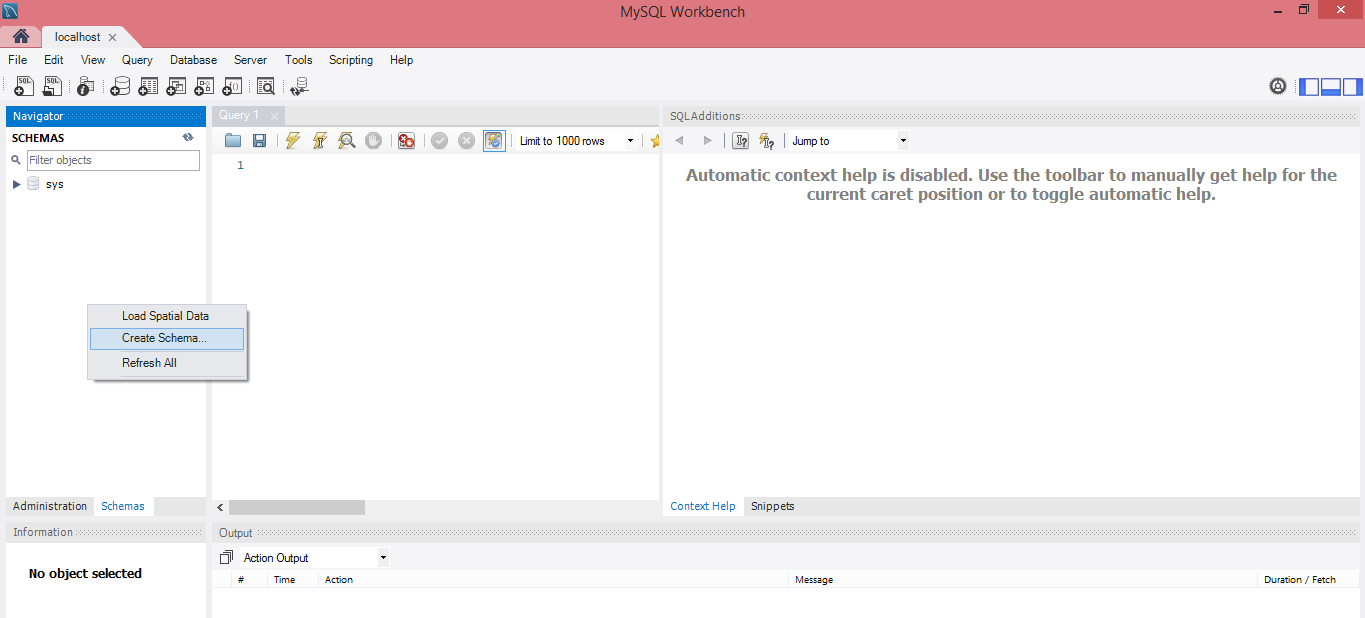 MySQL Workbench
localhost
File Edit View Query Database Server Tools Scripting Help
Navigator
SCHEMAS
Filter objects
sys
Load Spatial Data
Create Schema...
Refresh All
Administration Schemas
Information
No object selected
Query 1
Limit to 1000 rows
1
SQLAdditions
Jump to
Automatic context help is disabled. Use the toolbar to manually get help for the
current caret position or to toggle automatic help.
Context Help Snippets
Output
Action Output
# Time Action Message Duration / Fetch